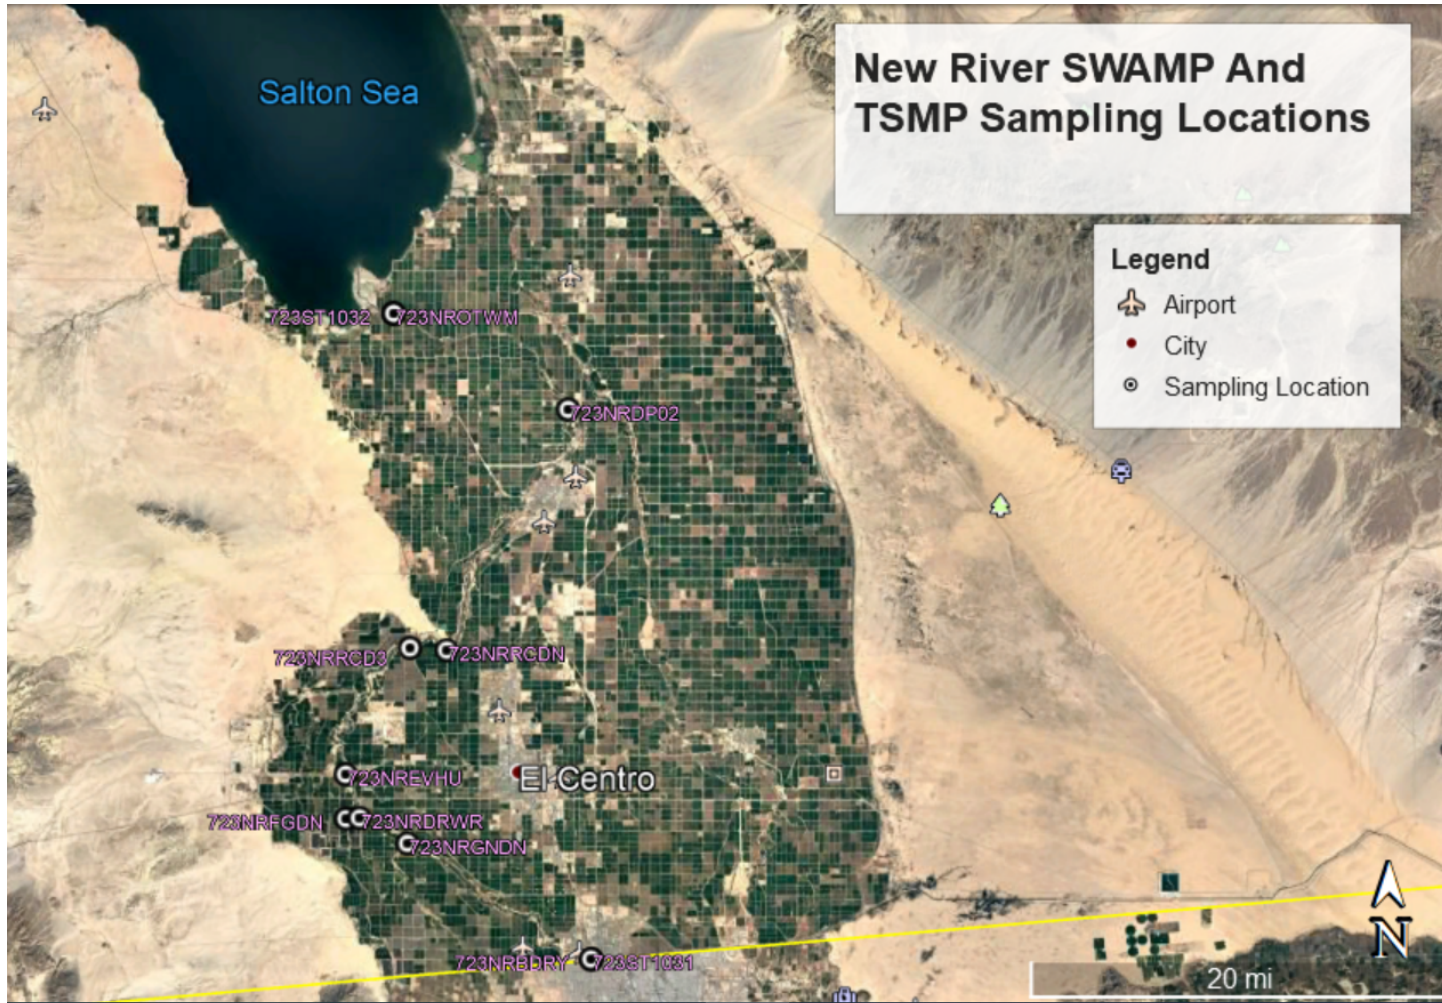 New River SWAMP And
TSMP Sampling Locations
Salton Sea
Legend
Airport
City
Sampling Location
723ST1032
723NROTWM
723NRDP02
723NRRCD3
723NRRCDN
723NREVHU
El Centro
723NRFGDN
723NRDRWR
723NRGNDN
723NRBDRY
723ST1031
N
20 mi